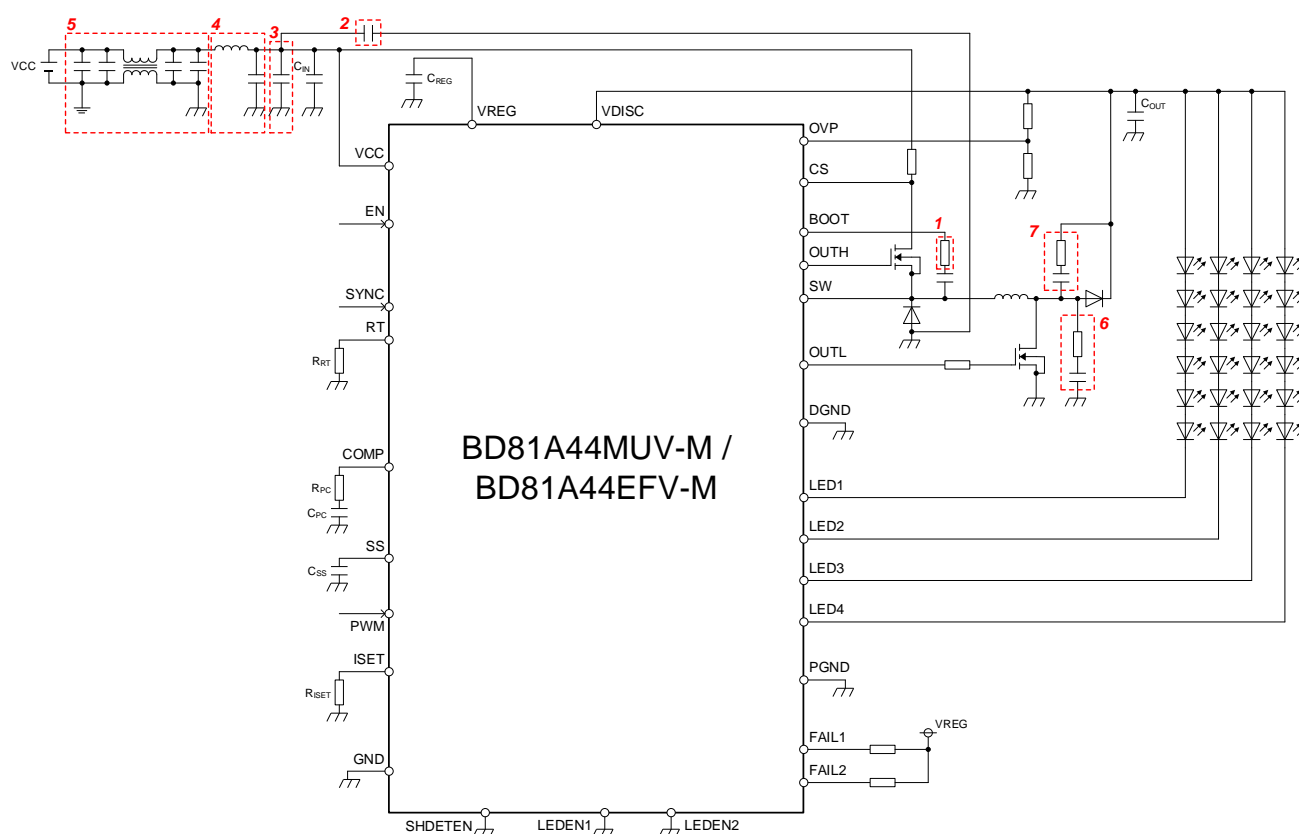 5
4
3
2
VCC
CIN
CREG
COUT
VREG
VDISC
VCC
OVP
CS
EN
BOOT
1
7
OUTH
SYNC
SW
RT
6
RRT
OUTL
DGND
BD81A44MUV-M /
BD81A44EFV-M
COMP
RPC
CPC
LED1
LED2
SS
CSS
LED3
PWM
LED4
ISET
RISET
PGND
VREG
FAIL1
GND
FAIL2
SHDETEN
LEDEN1
LEDEN2